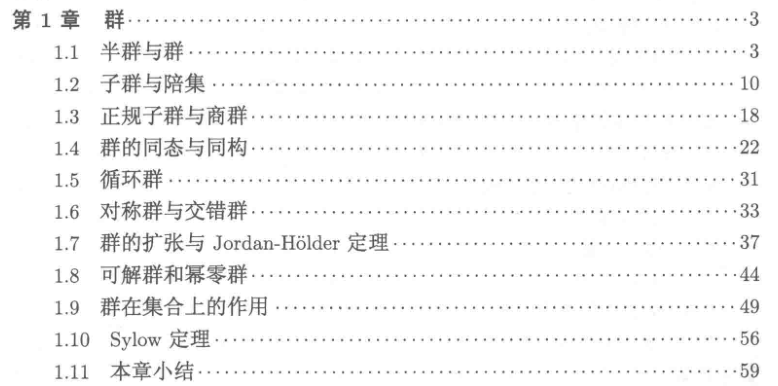 第 1 章 群·······························3
1.1 半群与群·······························3
1.2 子群与陪集·······························10
1.3 正规子群与商群·······························18
1.4 群的同态与同构·······························22
1.5 循环群·······························31
1.6 对称群与交错群·······························33
1.7 群的扩张与 Jordan-Hölder 定理·······························37
1.8 可解群和幂零群·······························44
1.9 群在集合上的作用·······························49
1.10 Sylow 定理·······························56
1.11 本章小结·······························59